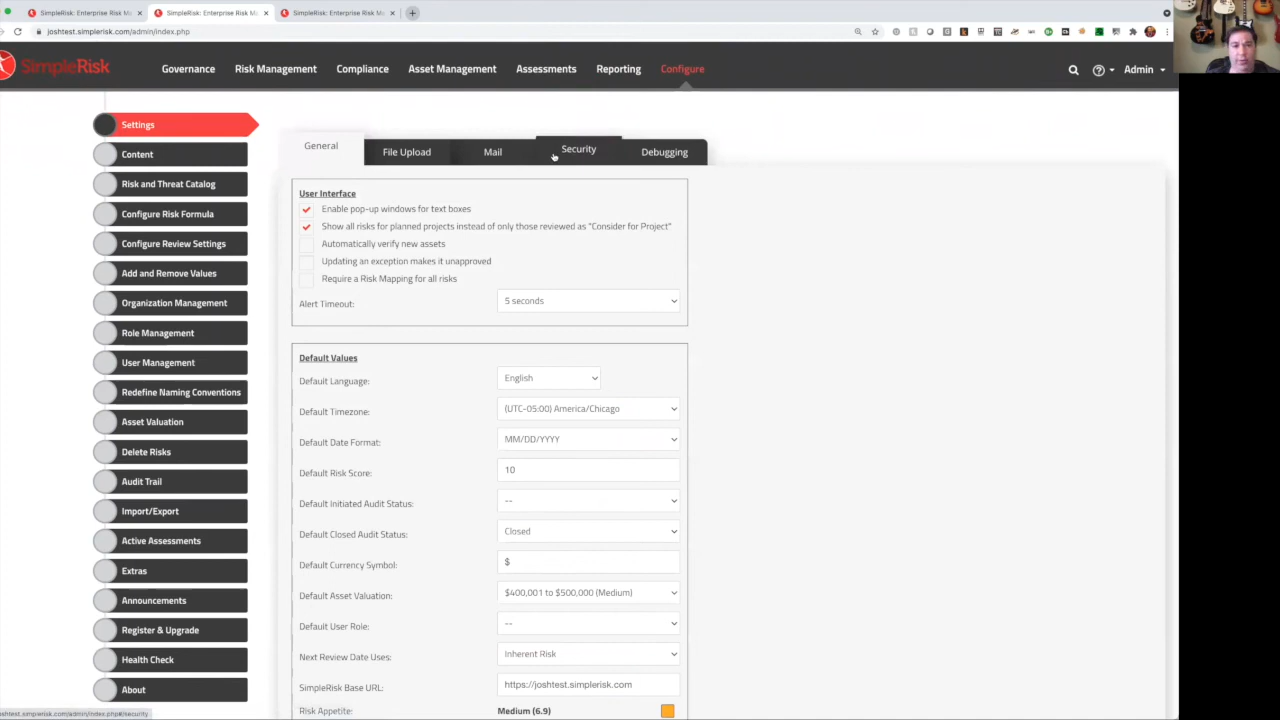 SimpleRisk: Enterprise Risk M
SimpleRisk: Enterprise Risk M
SimpleRisk: Enterprise Risk M
joshtest.simplerisk.com/admin/index.php
SimpleRisk
Governance
Risk Management
Compliance
Asset Management
Assessments
Reporting
Configure
Admin
Settings
Content
Risk and Threat Catalog
Configure Risk Formula
Configure Review Settings
Add and Remove Values
Organization Management
Role Management
User Management
Redefine Naming Conventions
Asset Valuation
Delete Risks
Audit Trail
Import/Export
Active Assessments
Extras
Announcements
Register & Upgrade
Health Check
About
General
File Upload
Mail
Security
Debugging
User Interface
Enable pop-up windows for text boxes
Show all risks for planned projects instead of only those reviewed as "Consider for Project"
Automatically verify new assets
Updating an exception makes it unapproved
Require a Risk Mapping for all risks
Alert Timeout: 5 seconds
Default Values
Default Language: English
Default Timezone: (UTC-05:00) America/Chicago
Default Date Format: MM/DD/YYYY
Default Risk Score: 10
Default Initiated Audit Status: --
Default Closed Audit Status: Closed
Default Currency Symbol: $
Default Asset Valuation: $400,001 to $500,000 (Medium)
Default User Role: --
Next Review Date Uses: Inherent Risk
SimpleRisk Base URL: https://joshtest.simplerisk.com
Risk Appetite: Medium (6.9)
oshtest.simplerisk.com/admin/index.php#/security